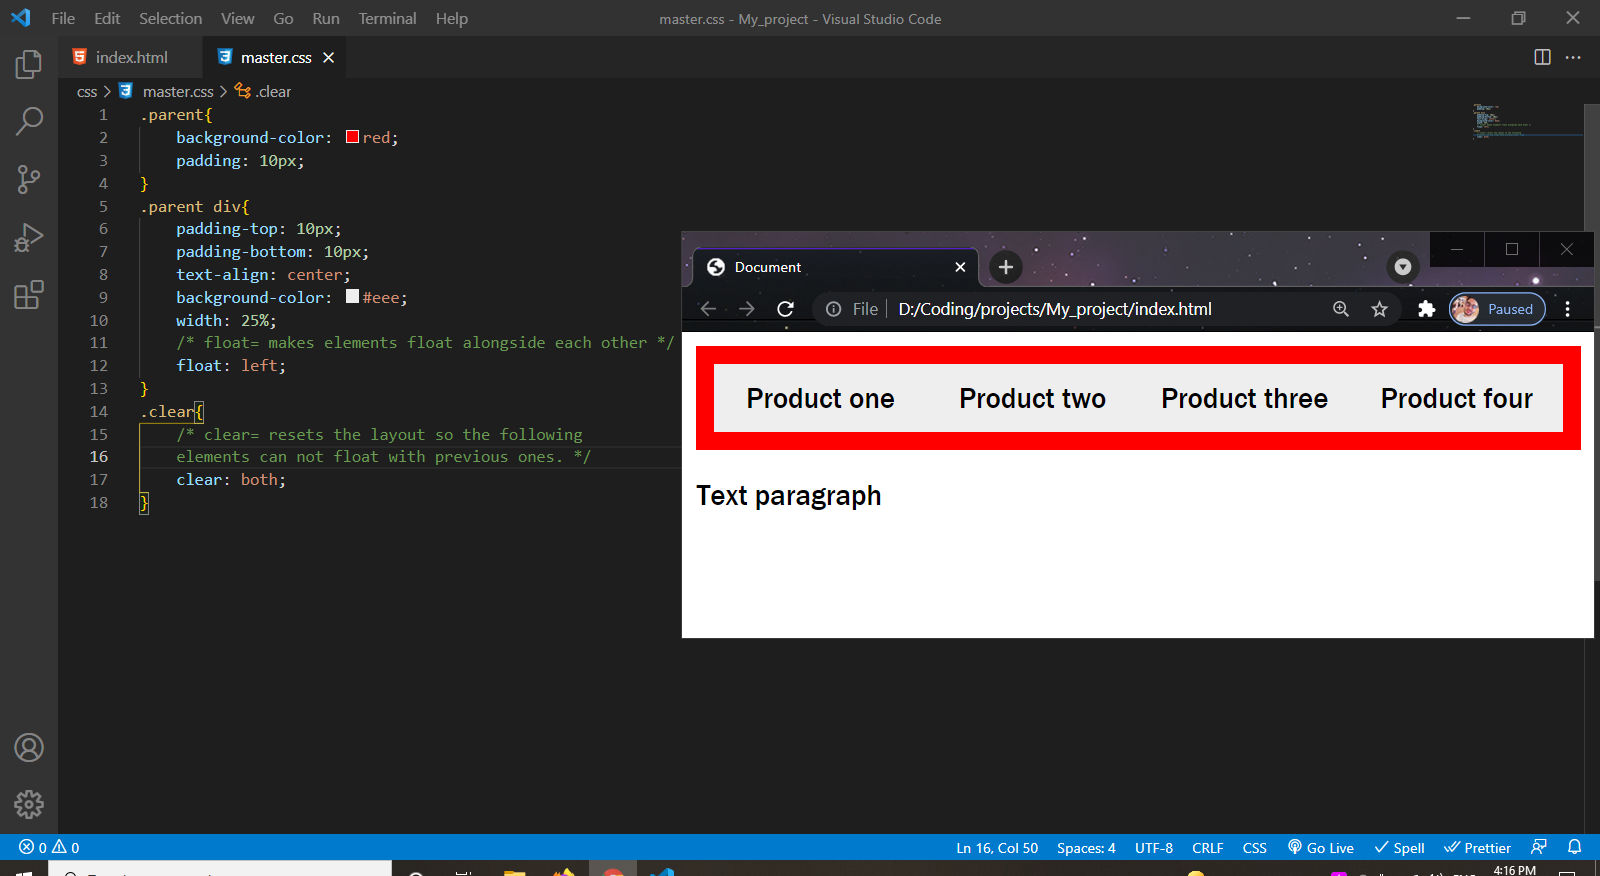 File Edit Selection View Go Run Terminal Help
master.css - My_project - Visual Studio Code
index.html
master.css
css > master.css > .clear
1 .parent{
2 background-color: red;
3 padding: 10px;
4 }
5 .parent div{
6 padding-top: 10px;
7 padding-bottom: 10px;
8 text-align: center;
9 background-color: #eee;
10 width: 25%;
11 /* float= makes elements float alongside each other */
12 float: left;
13 }
14 .clear{
15 /* clear= resets the layout so the following
16 elements can not float with previous ones. */
17 clear: both;
18 }
Document
File D:/Coding/projects/My_project/index.html
Paused
Product one Product two Product three Product four
Text paragraph
0 0
Ln 16, Col 50 Spaces: 4 UTF-8 CRLF CSS Go Live Spell Prettier
4:16 PM